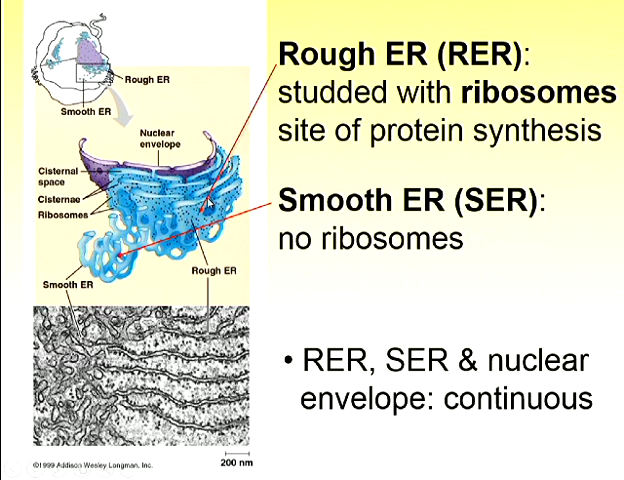 Rough ER (RER):
studded with ribosomes
site of protein synthesis
Smooth ER (SER):
no ribosomes
• RER, SER & nuclear
envelope: continuous
Rough ER
Smooth ER
Nuclear
envelope
Cisternal
space
Cisternae
Ribosomes
Rough ER
Smooth ER
©1999 Addison Wesley Longman, Inc.
200 nm